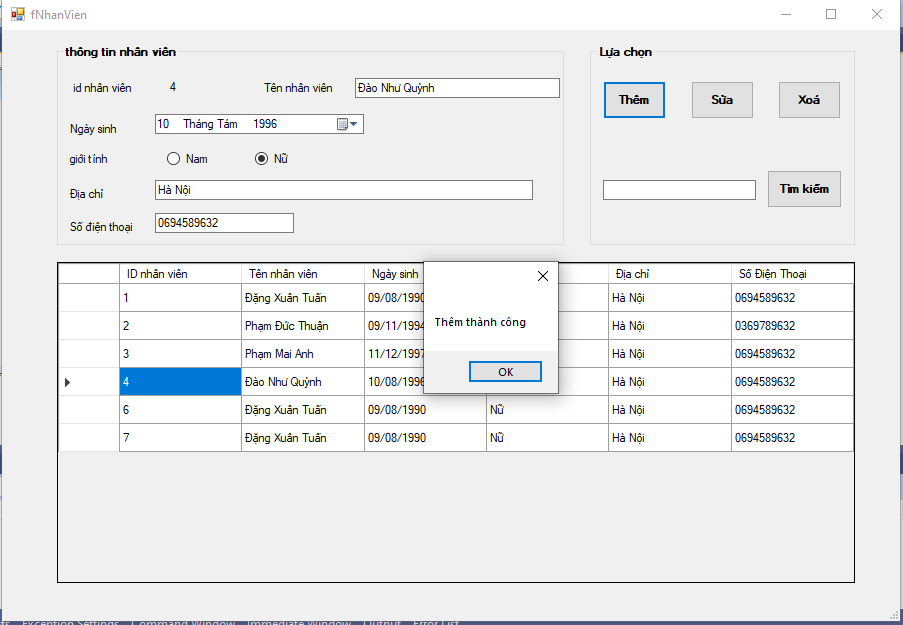 fNhanVien
thông tin nhân viên
Lựa chọn
id nhân viên 4 Tên nhân viên Đào Như Quỳnh
Thêm Sửa Xoá
Ngày sinh 10 Tháng Tám 1996
giới tính Nam Nữ
Địa chỉ Hà Nội
Tìm kiếm
Số điện thoại 0694589632
ID nhân viên Tên nhân viên Ngày sinh Địa chỉ Số Điện Thoại
1 Đặng Xuân Tuấn 09/08/1990 Hà Nội 0694589632
2 Phạm Đức Thuận 09/11/1994 Hà Nội 0369789632
3 Phạm Mai Anh 11/12/1997 Hà Nội 0694589632
4 Đào Như Quỳnh 10/08/1996 Hà Nội 0694589632
6 Đặng Xuân Tuấn 09/08/1990 Nữ Hà Nội 0694589632
7 Đặng Xuân Tuấn 09/08/1990 Nữ Hà Nội 0694589632
Thêm thành công
OK
Exception Settings Command Window Immediate Window Output Error List